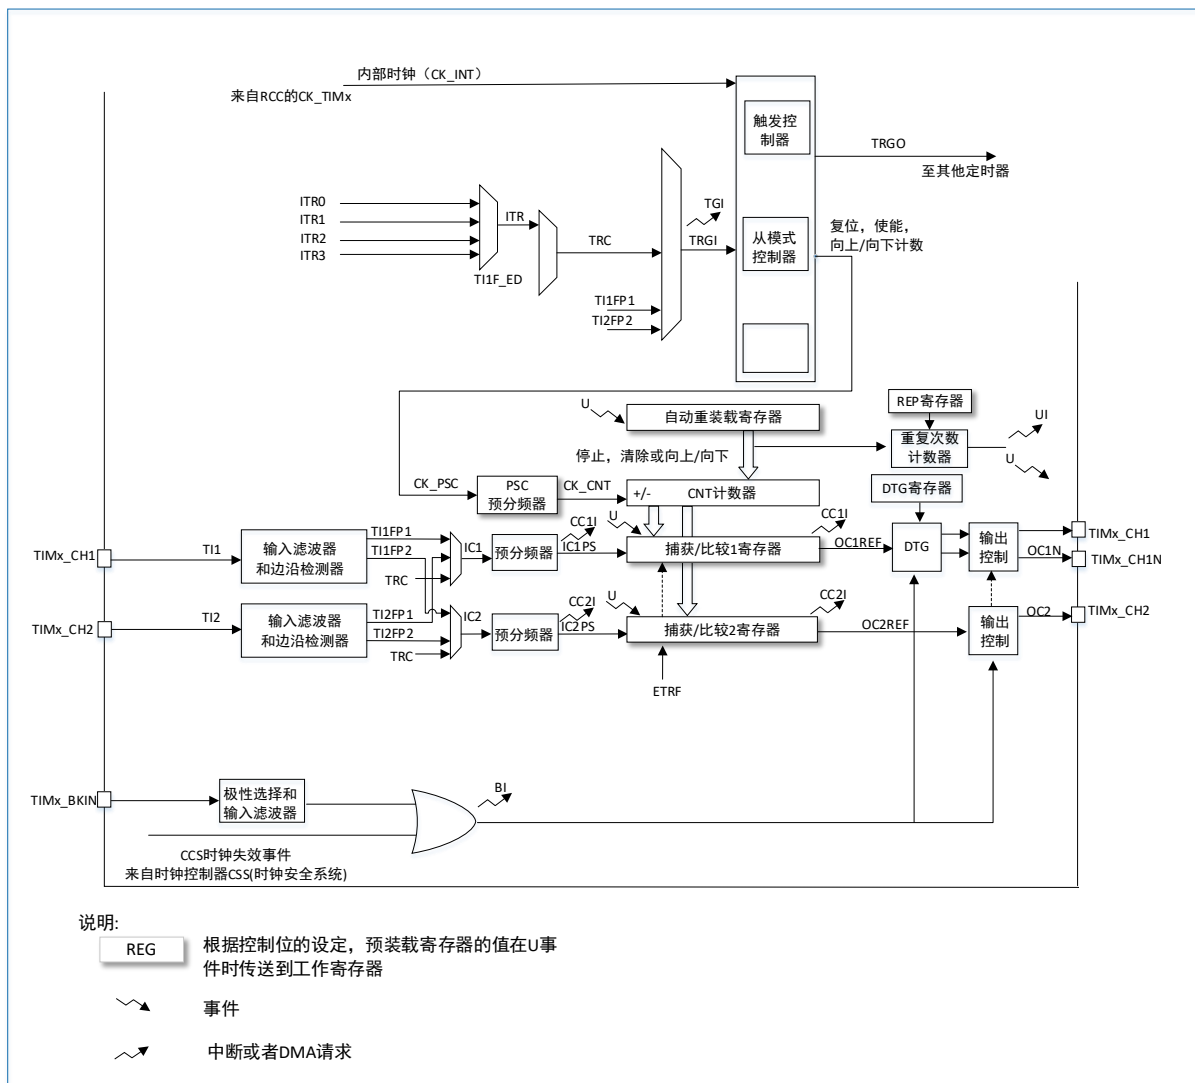 内部时钟（CK_INT）
来自RCC的CK_TIMx
触发控
制器
TRGO
至其他定时器
ITR0
ITR1
ITR2
ITR3
ITR
TI1F_ED
TRC
TGI
TRGI
从模式
控制器
复位，使能，
向上/向下计数
TI1FP1
TI2FP2
U
自动重装载寄存器
REP寄存器
重复次数
计数器
UI
U
停止，清除或向上/向下
DTG寄存器
CK_PSC
PSC
预分频器
CK_CNT
+/-
CNT计数器
TIMx_CH1
TI1
输入滤波器
和边沿检测器
TI1FP1
TI1FP2
TRC
IC1
预分频器
CC1I
IC1PS
U
捕获/比较1寄存器
CC1I
OC1REF
DTG
输出
控制
OC1N
TIMx_CH1
TIMx_CH1N
TIMx_CH2
TI2
输入滤波器
和边沿检测器
TI2FP1
TI2FP2
TRC
IC2
预分频器
CC2I
IC2PS
U
捕获/比较2寄存器
CC2I
OC2REF
输出
控制
OC2
TIMx_CH2
ETRF
TIMx_BKIN
极性选择和
输入滤波器
BI
CCS时钟失效事件
来自时钟控制器CSS(时钟安全系统)
说明:
REG
根据控制位的设定，预装载寄存器的值在U事
件时传送到工作寄存器
事件
中断或者DMA请求